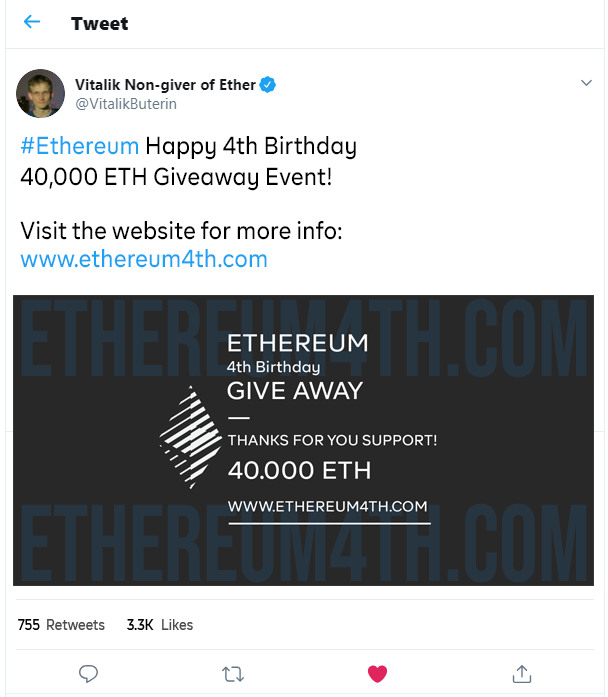 Tweet
Vitalik Non-giver of Ether
@VitalikButerin
#Ethereum Happy 4th Birthday
40,000 ETH Giveaway Event!
Visit the website for more info:
www.ethereum4th.com
ETHEREUM4TH.COM
ETHEREUM
4th Birthday
GIVE AWAY
THANKS FOR YOU SUPPORT!
40.000 ETH
WWW.ETHEREUM4TH.COM
ETHEREUM4TH.COM
755 Retweets 3.3K Likes